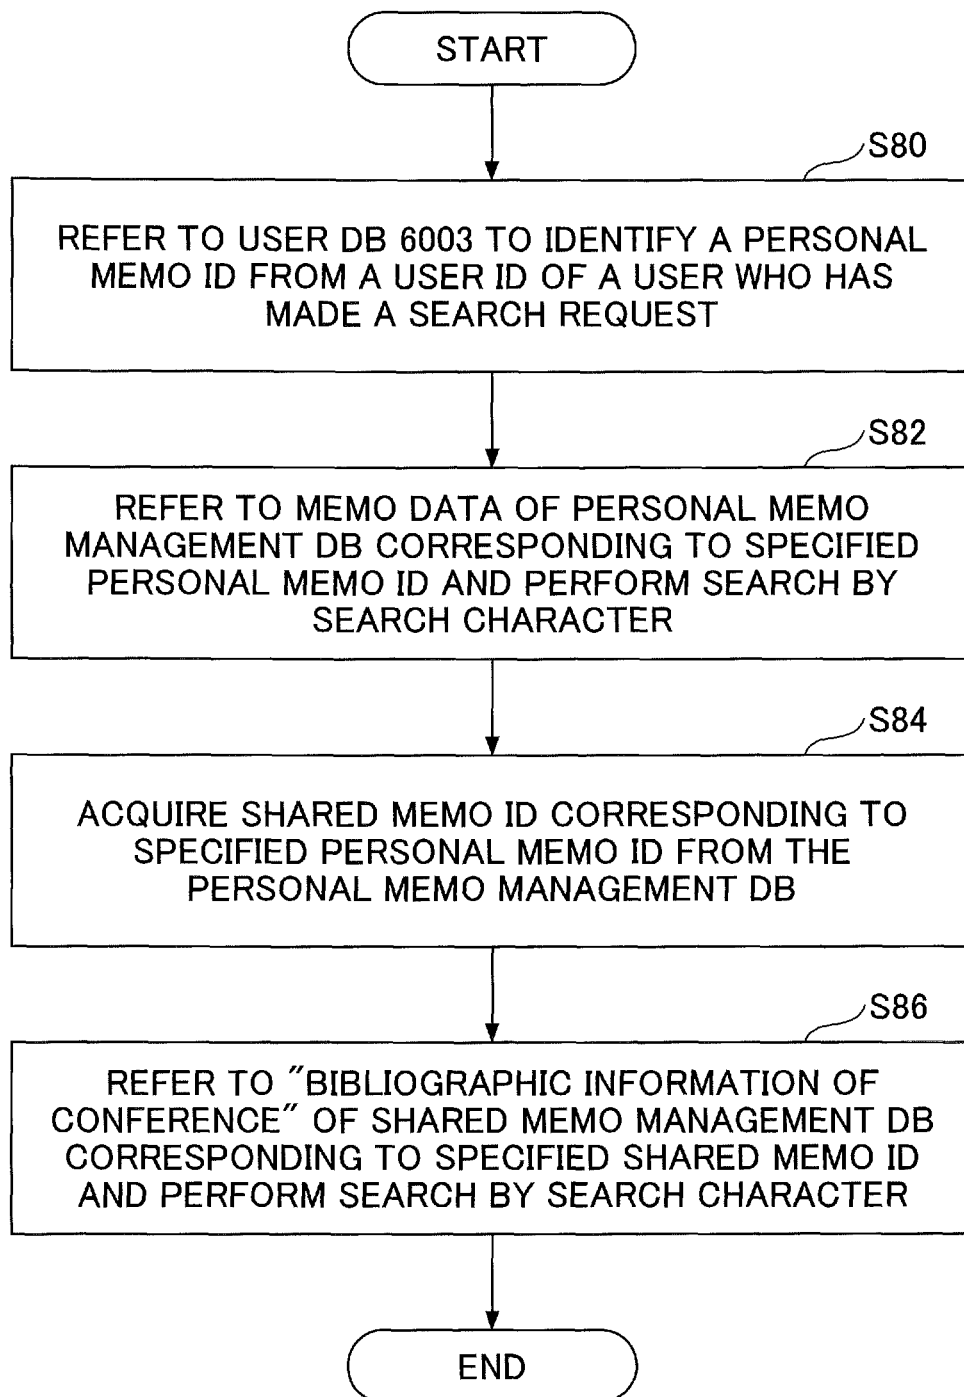 START
S80
REFER TO USER DB 6003 TO IDENTIFY A PERSONAL
MEMO ID FROM A USER ID OF A USER WHO HAS
MADE A SEARCH REQUEST
S82
REFER TO MEMO DATA OF PERSONAL MEMO
MANAGEMENT DB CORRESPONDING TO SPECIFIED
PERSONAL MEMO ID AND PERFORM SEARCH BY
SEARCH CHARACTER
S84
ACQUIRE SHARED MEMO ID CORRESPONDING TO
SPECIFIED PERSONAL MEMO ID FROM THE
PERSONAL MEMO MANAGEMENT DB
S86
REFER TO "BIBLIOGRAPHIC INFORMATION OF
CONFERENCE" OF SHARED MEMO MANAGEMENT DB
CORRESPONDING TO SPECIFIED SHARED MEMO ID
AND PERFORM SEARCH BY SEARCH CHARACTER
END